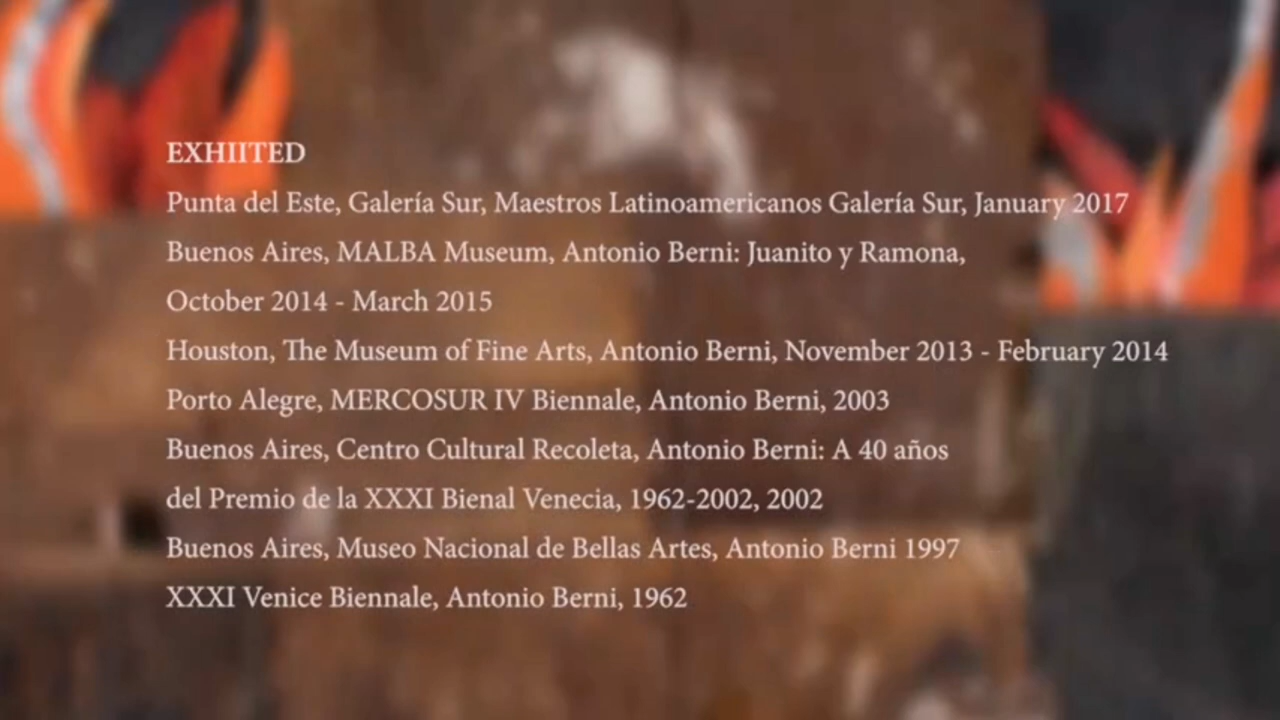 EXHIITED
Punta del Este, Galería Sur, Maestros Latinoamericanos Galería Sur, January 2017
Buenos Aires, MALBA Museum, Antonio Berni: Juanito y Ramona,
October 2014 - March 2015
Houston, The Museum of Fine Arts, Antonio Berni, November 2013 - February 2014
Porto Alegre, MERCOSUR IV Biennale, Antonio Berni, 2003
Buenos Aires, Centro Cultural Recoleta, Antonio Berni: A 40 años
del Premio de la XXXI Bienal Venecia, 1962-2002, 2002
Buenos Aires, Museo Nacional de Bellas Artes, Antonio Berni 1997
XXXI Venice Biennale, Antonio Berni, 1962